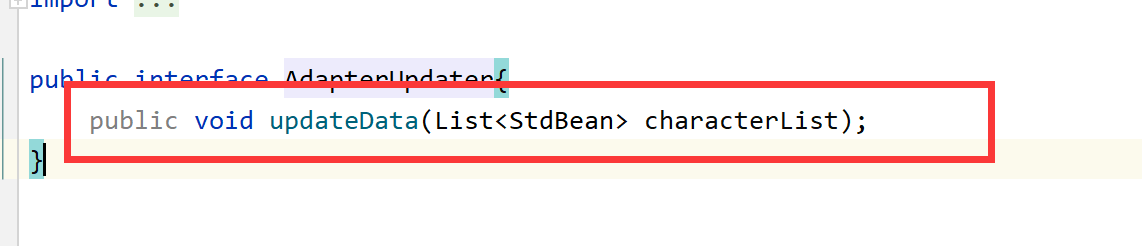 import ...
public interface AdapterUpdater{
public void updateData(List<StdBean> characterList);
}